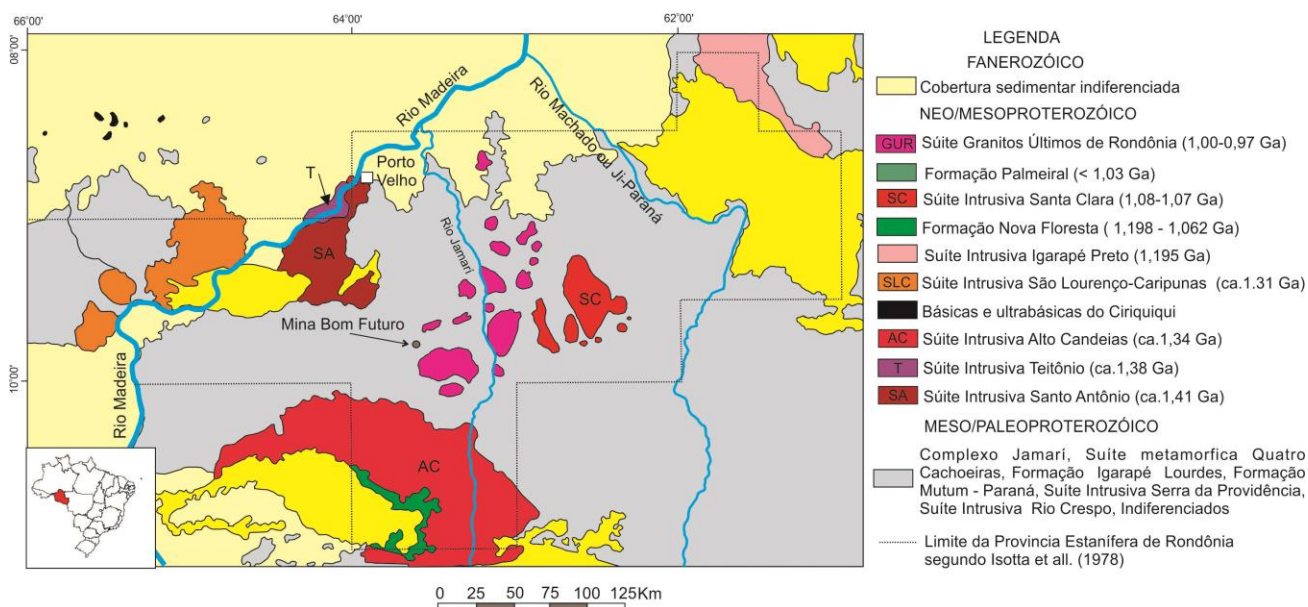 66°00'
64°00'
62°00'
08°00'
10°00'
Rio Madeira
Rio Machado ou Ji-Paraná
Porto
Velho
T
Rio Jamarí
SA
SC
Mina Bom Futuro
Rio Madeira
AC
0 25 50 75 100 125Km
LEGENDA
FANEROZÓICO
Cobertura sedimentar indiferenciada
NEO/MESOPROTEROZÓICO
GUR Súite Granitos Últimos de Rondônia (1,00-0,97 Ga)
Formação Palmeiral (< 1,03 Ga)
SC Súite Intrusiva Santa Clara (1,08-1,07 Ga)
Formação Nova Floresta ( 1,198 - 1,062 Ga)
Suíte Intrusiva Igarapé Preto (1,195 Ga)
SLC Súite Intrusiva São Lourenço-Caripunas (ca.1.31 Ga)
Básicas e ultrabásicas do Ciriquiqui
AC Súite Intrusiva Alto Candeias (ca.1,34 Ga)
T Súite Intrusiva Teitônio (ca.1,38 Ga)
SA Súite Intrusiva Santo Antônio (ca.1,41 Ga)
MESO/PALEOPROTEROZÓICO
Complexo Jamarí, Suíte metamorfica Quatro
Cachoeiras, Formação Igarapé Lourdes, Formação
Mutum - Paraná, Suíte Intrusiva Serra da Providência,
Suíte Intrusiva Rio Crespo, Indiferenciados
Limite da Provincia Estanífera de Rondônia
segundo Isotta et all. (1978)